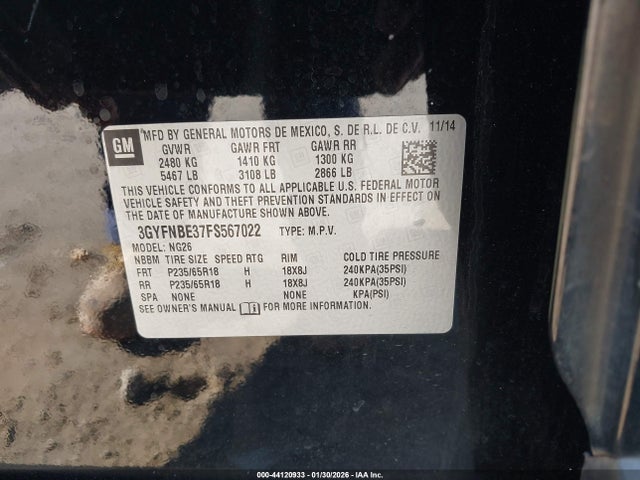 GM
MFD BY GENERAL MOTORS DE MEXICO, S. DE R.L. DE C.V. 11/14
GVWR GAWR FRT GAWR RR
2480 KG 1410 KG 1300 KG
5467 LB 3108 LB 2866 LB
THIS VEHICLE CONFORMS TO ALL APPLICABLE U.S. FEDERAL MOTOR
VEHICLE SAFETY AND THEFT PREVENTION STANDARDS IN EFFECT ON
THE DATE OF MANUFACTURE SHOWN ABOVE.
3GYFNBE37FS567022 TYPE: M.P.V.
MODEL: NG26
NBBM TIRE SIZE SPEED RTG RIM COLD TIRE PRESSURE
FRT P235/65R18 H 18X8J 240KPA(35PSI)
RR P235/65R18 H 18X8J 240KPA(35PSI)
SPA NONE NONE KPA(PSI)
SEE OWNER'S MANUAL FOR MORE INFORMATION.
000-44120933 - 01/30/2026 - IAA Inc.